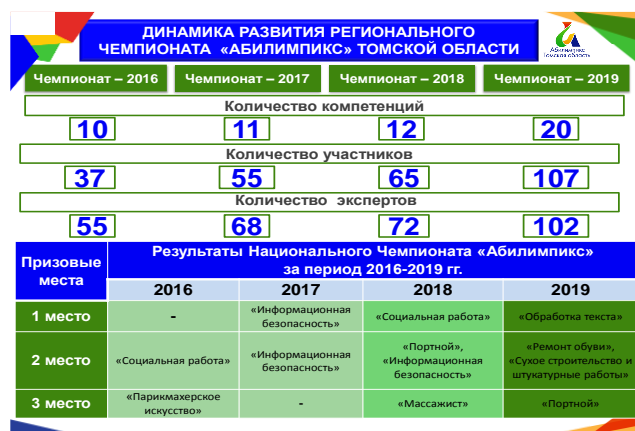 ДИНАМИКА РАЗВИТИЯ РЕГИОНАЛЬНОГО
ЧЕМПИОНАТА «АБИЛИМПИКС» ТОМСКОЙ ОБЛАСТИ
Абилимпикс
Томская область
Чемпионат – 2016 Чемпионат – 2017 Чемпионат – 2018 Чемпионат – 2019
Количество компетенций
10 11 12 20
Количество участников
37 55 65 107
Количество экспертов
55 68 72 102
Призовые места
Результаты Национального Чемпионата «Абилимпикс»
за период 2016-2019 гг.
2016 2017 2018 2019
1 место - «Информационная безопасность» «Социальная работа» «Обработка текста»
2 место «Социальная работа» «Информационная безопасность» «Портной», «Информационная безопасность» «Ремонт обуви», «Сухое строительство и штукатурные работы»
3 место «Парикмахерское искусство» - «Массажист» «Портной»